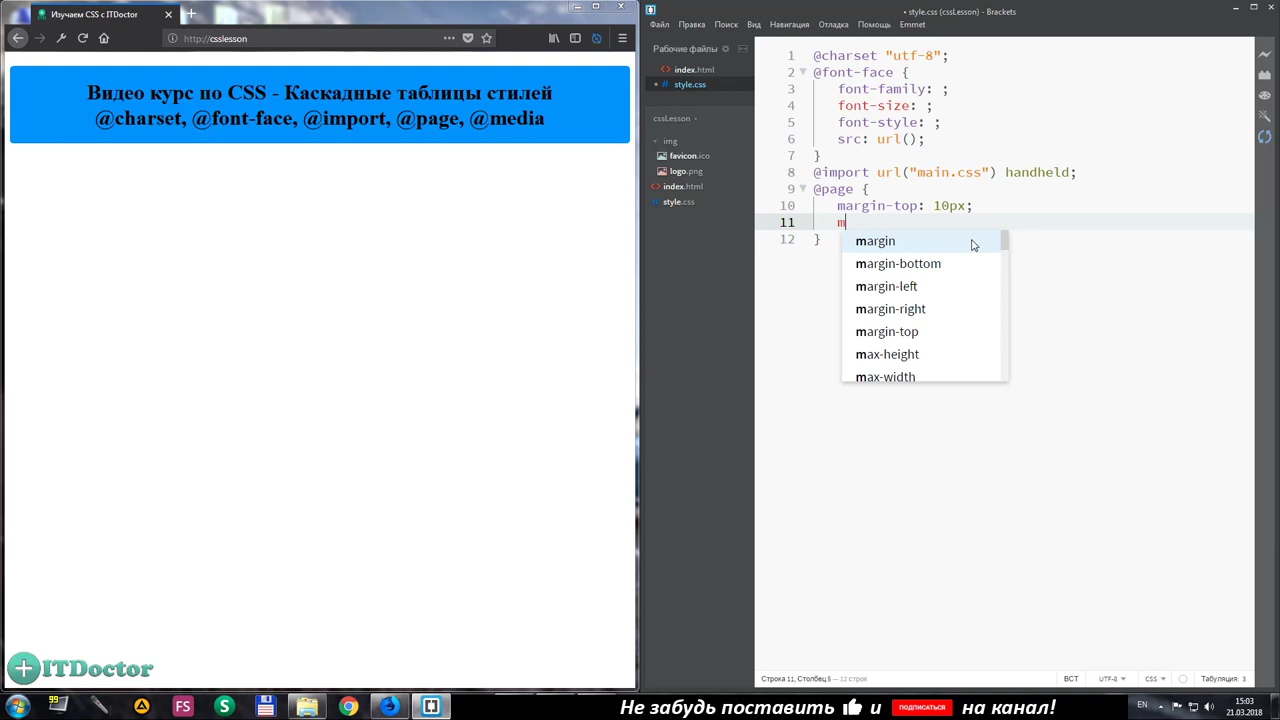 Изучаем CSS с ITDoctor
http://csslesson
Видео курс по CSS - Каскадные таблицы стилей
@charset, @font-face, @import, @page, @media
ITDoctor
• style.css (cssLesson) - Brackets
Файл Правка Поиск Вид Навигация Отладка Помощь Emmet
Рабочие файлы
index.html
style.css
cssLesson
img
favicon.ico
logo.png
index.html
style.css
1 @charset "utf-8";
2 @font-face {
3 font-family: ;
4 font-size: ;
5 font-style: ;
6 src: url();
7 }
8 @import url("main.css") handheld;
9 @page {
10 margin-top: 10px;
11 m
12 }
margin
margin-bottom
margin-left
margin-right
margin-top
max-height
max-width
Строка 11, Столбец 5 — 12 строк
ВСТ UTF-8 CSS Табуляция: 3
99
FS
S
Не забудь поставить и ПОДПИСАТЬСЯ на канал!
EN
15:03
21.03.2018